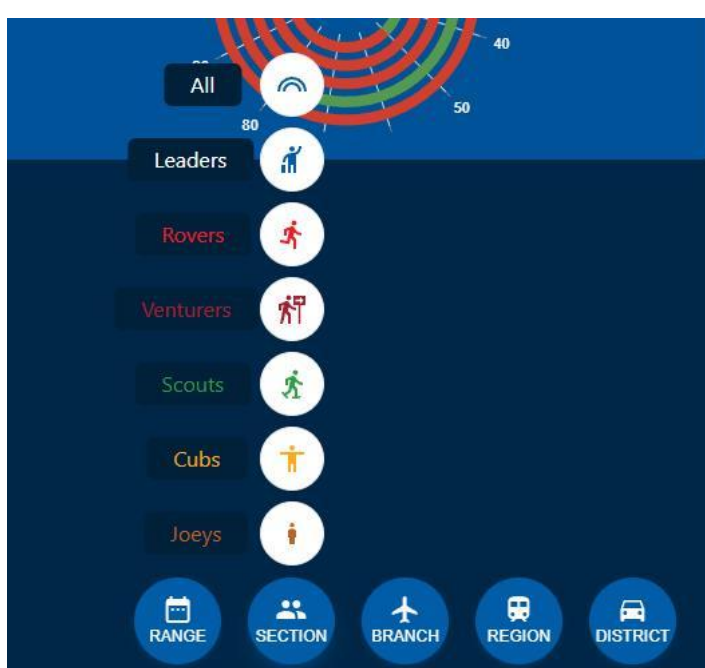 40
All
50
80
Leaders
Rovers
Venturers
Scouts
Cubs
Joeys
RANGE SECTION BRANCH REGION DISTRICT